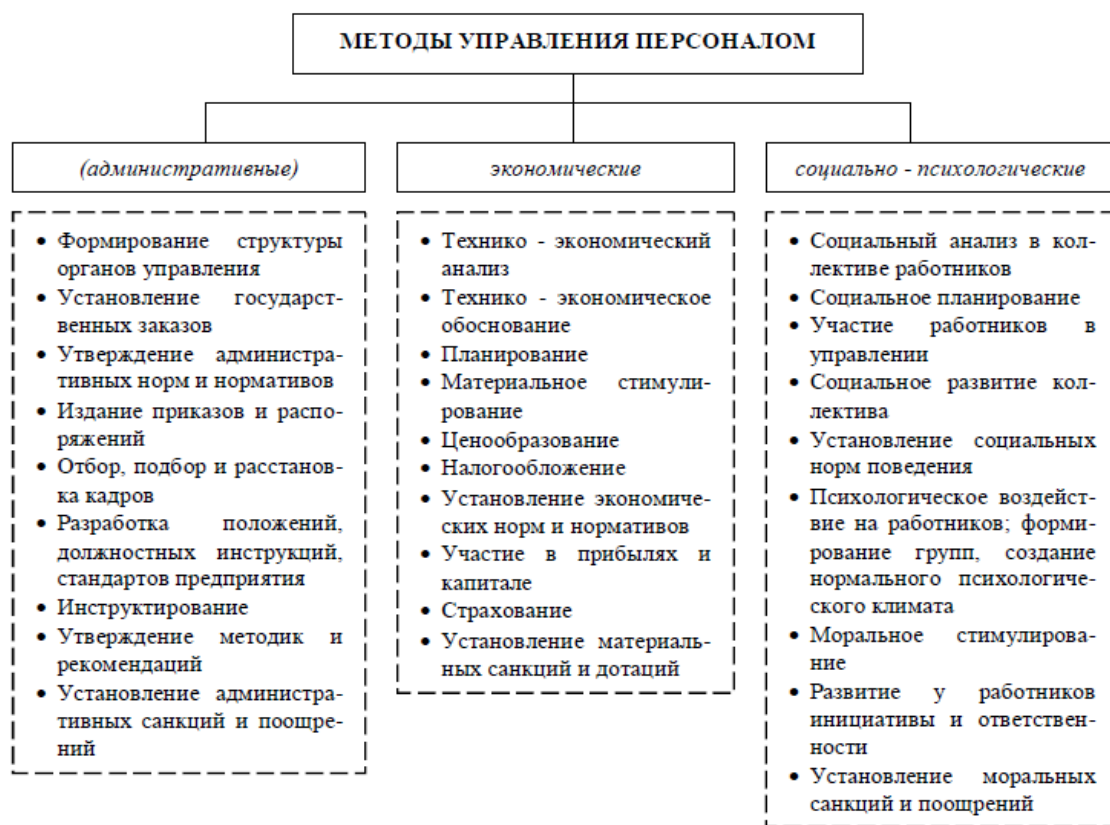 МЕТОДЫ УПРАВЛЕНИЯ ПЕРСОНАЛОМ
(административные)
• Формирование структуры
органов управления
• Установление государст-
венных заказов
• Утверждение администра-
тивных норм и нормативов
• Издание приказов и распо-
ряжений
• Отбор, подбор и расстанов-
ка кадров
• Разработка положений,
должностных инструкций,
стандартов предприятия
• Инструктирование
• Утверждение методик и
рекомендаций
• Установление администра-
тивных санкций и поощре-
ний
экономические
• Технико - экономический
анализ
• Технико - экономическое
обоснование
• Планирование
• Материальное стимули-
рование
• Ценообразование
• Налогообложение
• Установление экономиче-
ских норм и нормативов
• Участие в прибылях и
капитале
• Страхование
• Установление материаль-
ных санкций и дотаций
социально - психологические
• Социальный анализ в кол-
лективе работников
• Социальное планирование
• Участие работников в
управлении
• Социальное развитие кол-
лектива
• Установление социальных
норм поведения
• Психологическое воздейст-
вие на работников; форми-
рование групп, создание
нормального психологиче-
ского климата
• Моральное стимулирова-
ние
• Развитие у работников
инициативы и ответствен-
ности
• Установление моральных
санкций и поощрений